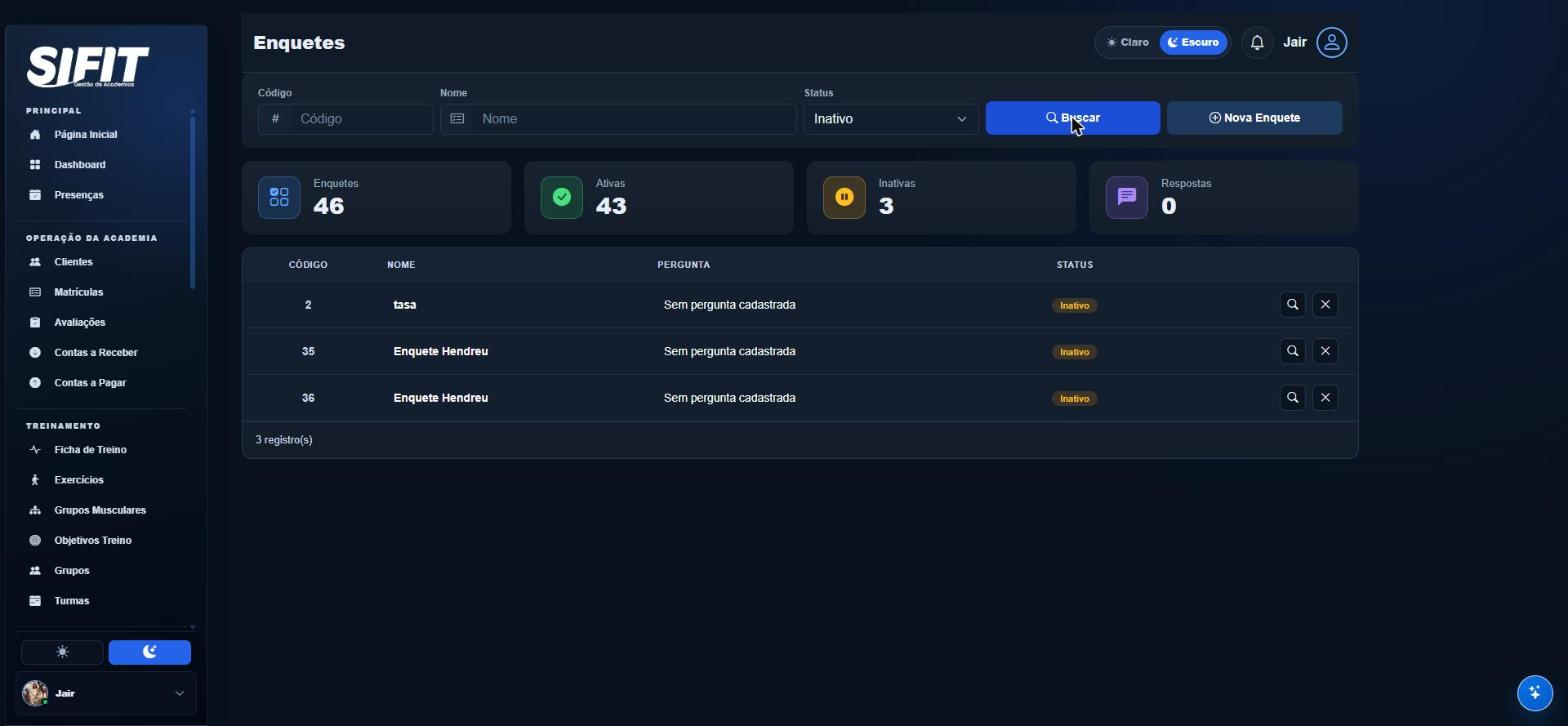 SIFIT
Gestão de Academias
PRINCIPAL
Página Inicial
Dashboard
Presenças
OPERAÇÃO DA ACADEMIA
Clientes
Matrículas
Avaliações
Contas a Receber
Contas a Pagar
TREINAMENTO
Ficha de Treino
Exercícios
Grupos Musculares
Objetivos Treino
Grupos
Turmas
Jair
Enquetes
Claro Escuro Jair
Código Nome Status
# Código Nome Inativo Buscar Nova Enquete
Enquetes Ativas Inativas Respostas
46 43 3 0
CÓDIGO NOME PERGUNTA STATUS
2 tasa Sem pergunta cadastrada Inativo
35 Enquete Hendreu Sem pergunta cadastrada Inativo
36 Enquete Hendreu Sem pergunta cadastrada Inativo
3 registro(s)